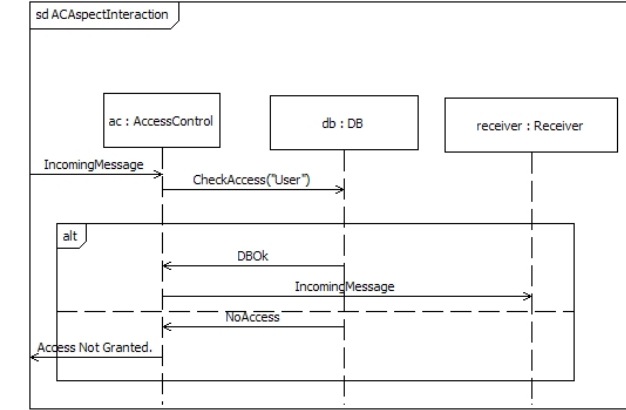 sd ACAspectInteraction
ac : AccessControl
db : DB
receiver : Receiver
IncomingMessage
CheckAccess("User")
alt
DBOk
IncomingMessage
NoAccess
Access Not Granted.